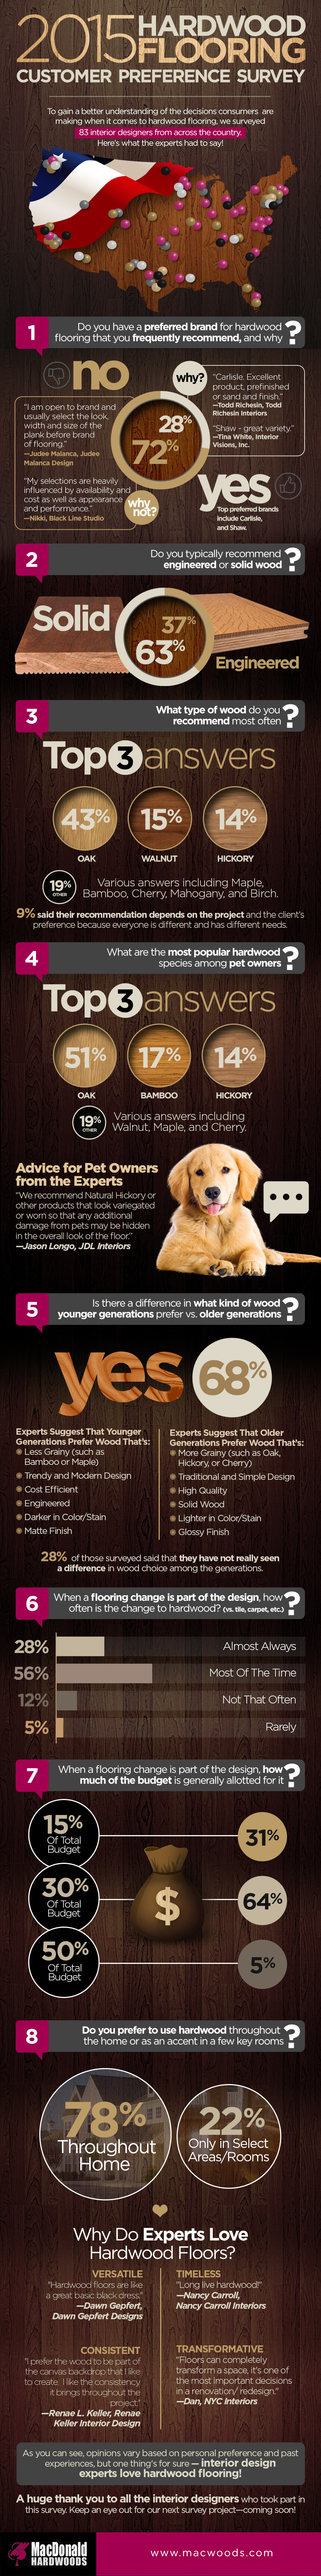 2015 HARDWOOD
FLOORING
CUSTOMER PREFERENCE SURVEY
To gain a better understanding of the decisions consumers are
making when it comes to hardwood flooring, we surveyed
83 interior designers from across the country.
Here's what the experts had to say!
1
Do you have a preferred brand for hardwood
flooring that you frequently recommend, and why ?
no
"I am open to brand and
usually select the look,
width and size of the
plank before brand
of flooring."
—Judee Malanca, Judee
Malanca Design
"My selections are heavily
influenced by availability and
cost as well as appearance
and performance."
—Nikki, Black Line Studio
why
not?
28%
72%
why?
"Carlisle. Excellent
product, prefinished
or sand and finish."
—Todd Richesin, Todd
Richesin Interiors
"Shaw - great variety."
—Tina White, Interior
Visions, Inc.
yes
Top preferred brands
include Carlisle,
and Shaw.
2
Do you typically recommend
engineered or solid wood ?
Solid
37%
63%
Engineered
3
What type of wood do you
recommend most often ?
Top 3 answers
43%
15%
14%
OAK
WALNUT
HICKORY
19%
OTHER
Various answers including Maple,
Bamboo, Cherry, Mahogany, and Birch.
9% said their recommendation depends on the project and the client's
preference because everyone is different and has different needs.
4
What are the most popular hardwood
species among pet owners ?
Top 3 answers
51%
17%
14%
OAK
BAMBOO
HICKORY
19%
OTHER
Various answers including
Walnut, Maple, and Cherry.
Advice for Pet Owners
from the Experts
"We recommend Natural Hickory or
other products that look variegated
or worn so that any additional
damage from pets may be hidden
in the overall look of the floor."
—Jason Longo, JDL Interiors
5
Is there a difference in what kind of wood
younger generations prefer vs. older generations ?
yes
68%
Experts Suggest That Younger
Generations Prefer Wood That's:
Less Grainy (such as
Bamboo or Maple)
Trendy and Modern Design
Cost Efficient
Engineered
Darker in Color/Stain
Matte Finish
Experts Suggest That Older
Generations Prefer Wood That's:
More Grainy (such as Oak,
Hickory, or Cherry)
Traditional and Simple Design
High Quality
Solid Wood
Lighter in Color/Stain
Glossy Finish
28% of those surveyed said that they have not really seen
a difference in wood choice among the generations.
6
When a flooring change is part of the design, how
often is the change to hardwood? (vs. tile, carpet, etc.) ?
28%
Almost Always
56%
Most Of The Time
12%
Not That Often
5%
Rarely
7
When a flooring change is part of the design, how
much of the budget is generally allotted for it ?
15%
Of Total
Budget
31%
30%
Of Total
Budget
$
64%
50%
Of Total
Budget
5%
8
Do you prefer to use hardwood throughout
the home or as an accent in a few key rooms ?
78%
Throughout
Home
22%
Only in Select
Areas/Rooms
Why Do Experts Love
Hardwood Floors?
VERSATILE
"Hardwood floors are like
a great basic black dress."
—Dawn Gepfert,
Dawn Gepfert Designs
TIMELESS
"Long live hardwood!"
—Nancy Carroll,
Nancy Carroll Interiors
CONSISTENT
"I prefer the wood to be part of
the canvas backdrop that I like
to create. I like the consistency
it brings throughout the
project."
—Renae L. Keller, Renae
Keller Interior Design
TRANSFORMATIVE
"Floors can completely
transform a space, it's one of
the most important decisions
in a renovation/ redesign."
—Dan, NYC Interiors
As you can see, opinions vary based on personal preference and past
experiences, but one thing's for sure — interior design
experts love hardwood flooring!
A huge thank you to all the interior designers who took part in
this survey. Keep an eye out for our next survey project—coming soon!
MacDonald
HARDWOODS
www.macwoods.com